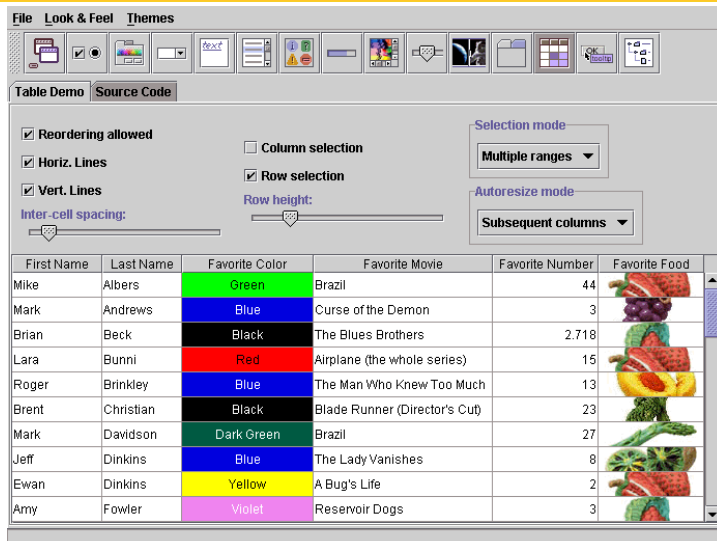 File Look & Feel Themes
text
OK
tooltip
Table Demo Source Code
Reordering allowed
Horiz. Lines
Vert. Lines
Inter-cell spacing:
Column selection
Row selection
Row height:
Selection mode
Multiple ranges
Autoresize mode
Subsequent columns
First Name Last Name Favorite Color Favorite Movie Favorite Number Favorite Food
Mike Albers Green Brazil 44
Mark Andrews Blue Curse of the Demon 3
Brian Beck Black The Blues Brothers 2.718
Lara Bunni Red Airplane (the whole series) 15
Roger Brinkley Blue The Man Who Knew Too Much 13
Brent Christian Black Blade Runner (Director's Cut) 23
Mark Davidson Dark Green Brazil 27
Jeff Dinkins Blue The Lady Vanishes 8
Ewan Dinkins Yellow A Bug's Life 2
Amy Fowler Violet Reservoir Dogs 3